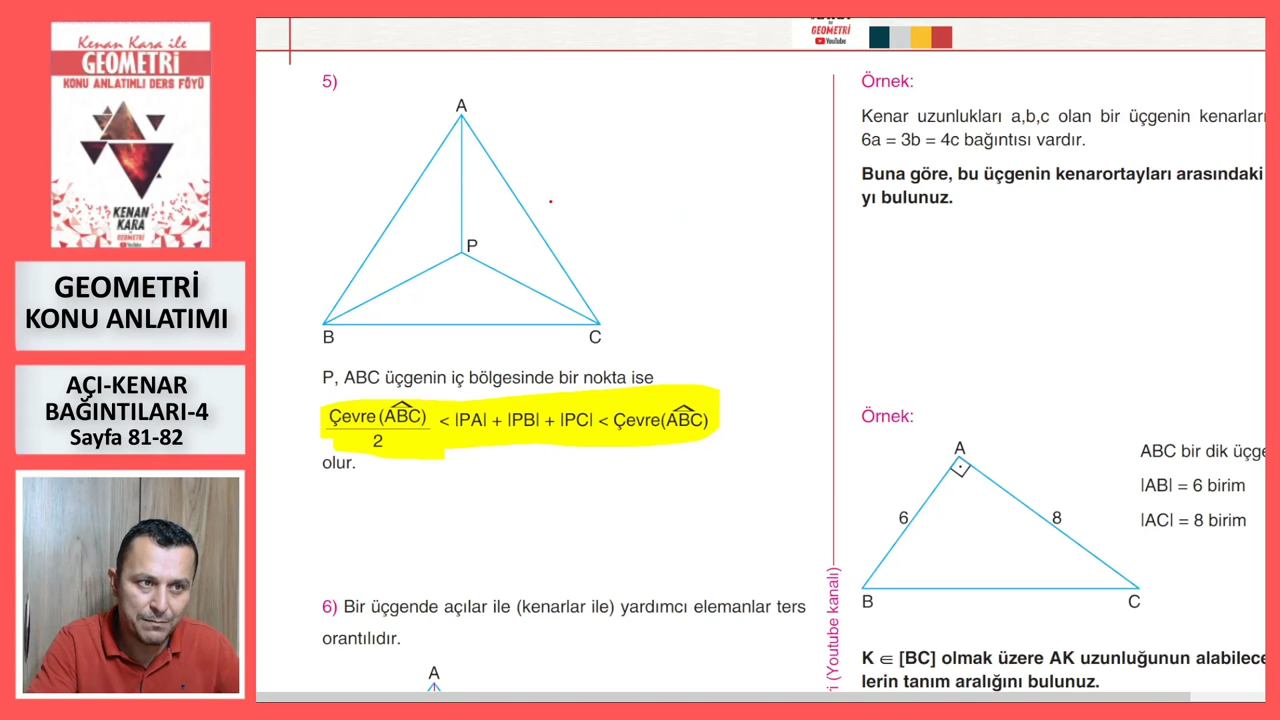 Kenan Kara ile
GEOMETRİ
KONU ANLATIMLI DERS FÖYÜ
KENAN
KARA
GEOMETRİ
YouTube
GEOMETRİ
KONU ANLATIMI
AÇI-KENAR
BAĞINTILARI-4
Sayfa 81-82
GEOMETRİ
YouTube
5)
A
P
B
C
P, ABC üçgenin iç bölgesinde bir nokta ise
Çevre(ABC)/2 < |PA| + |PB| + |PC| < Çevre(ABC)
olur.
6) Bir üçgende açılar ile (kenarlar ile) yardımcı elemanlar ters
orantılıdır.
A
ri (Youtube kanalı)
Örnek:
Kenar uzunlukları a,b,c olan bir üçgenin kenarları
6a = 3b = 4c bağıntısı vardır.
Buna göre, bu üçgenin kenarortayları arasındaki
yı bulunuz.
Örnek:
A
6
8
B
C
ABC bir dik üçge
|AB| = 6 birim
|AC| = 8 birim
K ∈ [BC] olmak üzere AK uzunluğunun alabilece
lerin tanım aralığını bulunuz.